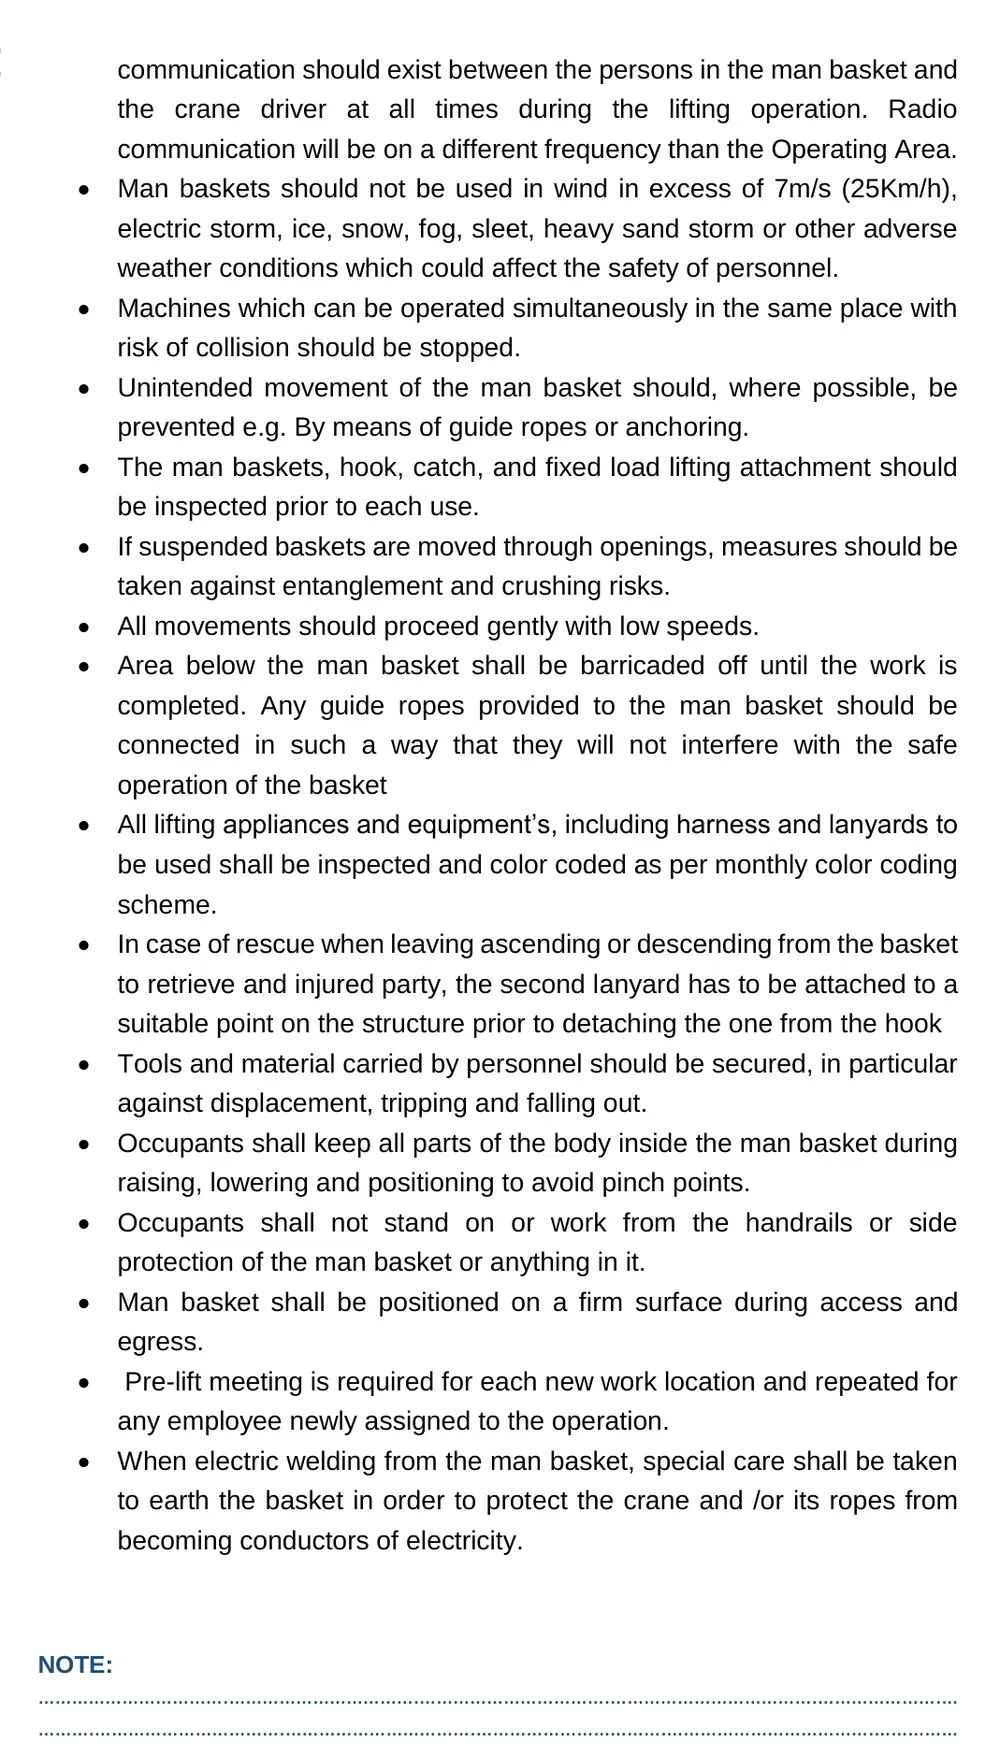 communication should exist between the persons in the man basket and
the crane driver at all times during the lifting operation. Radio
communication will be on a different frequency than the Operating Area.
• Man baskets should not be used in wind in excess of 7m/s (25Km/h),
electric storm, ice, snow, fog, sleet, heavy sand storm or other adverse
weather conditions which could affect the safety of personnel.
• Machines which can be operated simultaneously in the same place with
risk of collision should be stopped.
• Unintended movement of the man basket should, where possible, be
prevented e.g. By means of guide ropes or anchoring.
• The man baskets, hook, catch, and fixed load lifting attachment should
be inspected prior to each use.
• If suspended baskets are moved through openings, measures should be
taken against entanglement and crushing risks.
• All movements should proceed gently with low speeds.
• Area below the man basket shall be barricaded off until the work is
completed. Any guide ropes provided to the man basket should be
connected in such a way that they will not interfere with the safe
operation of the basket
• All lifting appliances and equipment’s, including harness and lanyards to
be used shall be inspected and color coded as per monthly color coding
scheme.
• In case of rescue when leaving ascending or descending from the basket
to retrieve and injured party, the second lanyard has to be attached to a
suitable point on the structure prior to detaching the one from the hook
• Tools and material carried by personnel should be secured, in particular
against displacement, tripping and falling out.
• Occupants shall keep all parts of the body inside the man basket during
raising, lowering and positioning to avoid pinch points.
• Occupants shall not stand on or work from the handrails or side
protection of the man basket or anything in it.
• Man basket shall be positioned on a firm surface during access and
egress.
• Pre-lift meeting is required for each new work location and repeated for
any employee newly assigned to the operation.
• When electric welding from the man basket, special care shall be taken
to earth the basket in order to protect the crane and /or its ropes from
becoming conductors of electricity.
NOTE: